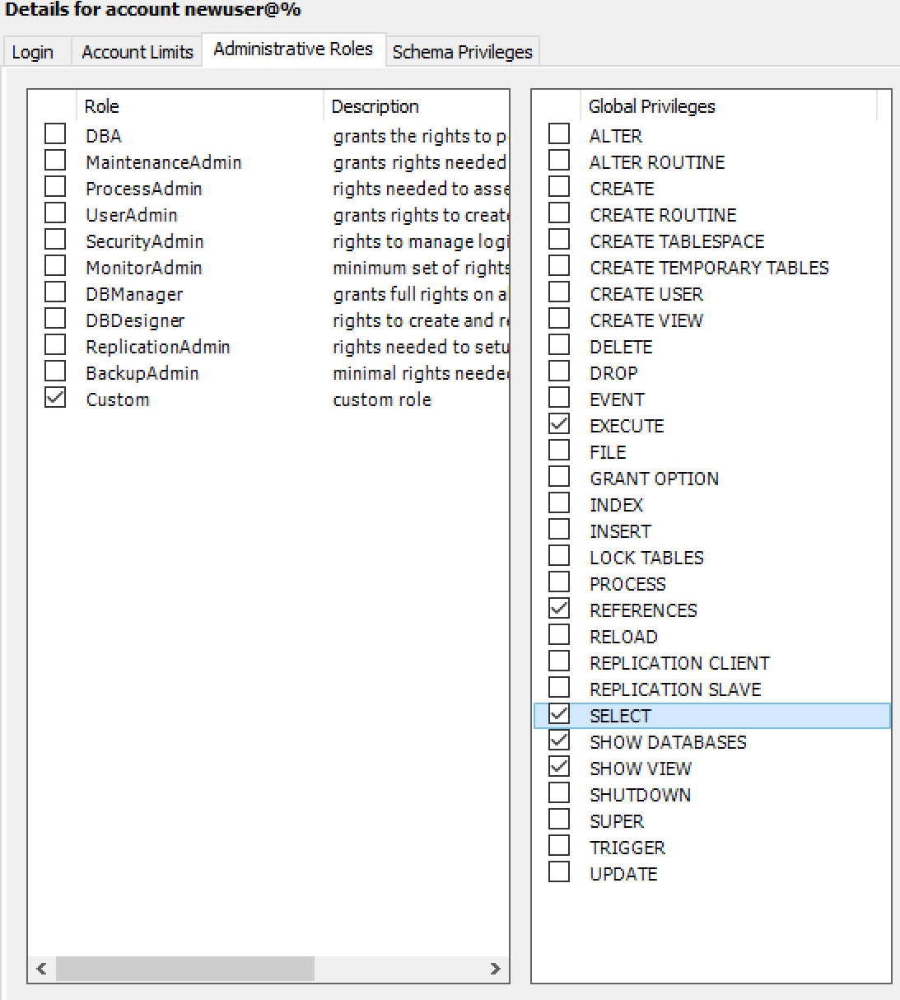 Details for account newuser@%
Login Account Limits Administrative Roles Schema Privileges
Role Description
DBA grants the rights to p
MaintenanceAdmin grants rights needed
ProcessAdmin rights needed to asse
UserAdmin grants rights to create
SecurityAdmin rights to manage logi
MonitorAdmin minimum set of rights
DBManager grants full rights on a
DBDesigner rights to create and re
ReplicationAdmin rights needed to setu
BackupAdmin minimal rights neede
Custom custom role
Global Privileges
ALTER
ALTER ROUTINE
CREATE
CREATE ROUTINE
CREATE TABLESPACE
CREATE TEMPORARY TABLES
CREATE USER
CREATE VIEW
DELETE
DROP
EVENT
EXECUTE
FILE
GRANT OPTION
INDEX
INSERT
LOCK TABLES
PROCESS
REFERENCES
RELOAD
REPLICATION CLIENT
REPLICATION SLAVE
SELECT
SHOW DATABASES
SHOW VIEW
SHUTDOWN
SUPER
TRIGGER
UPDATE